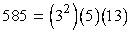 585 = (3²)(5)(13)